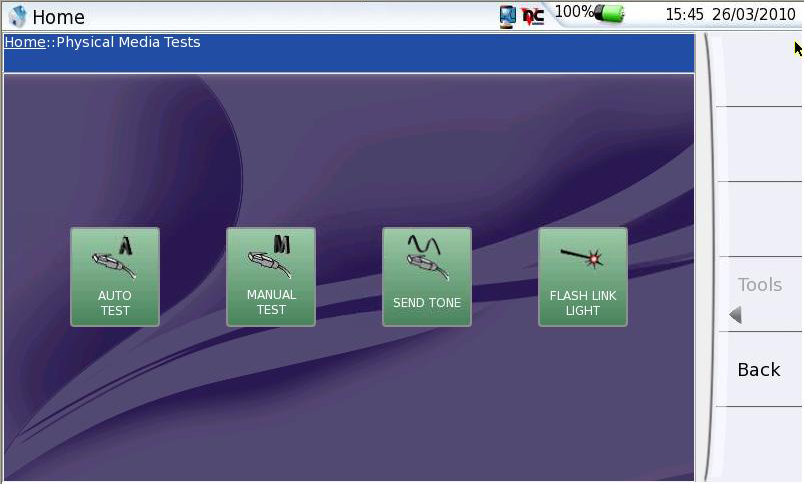 Home
100%
15:45 26/03/2010
Home::Physical Media Tests
A
AUTO
TEST
M
MANUAL
TEST
SEND TONE
FLASH LINK
LIGHT
Tools
Back